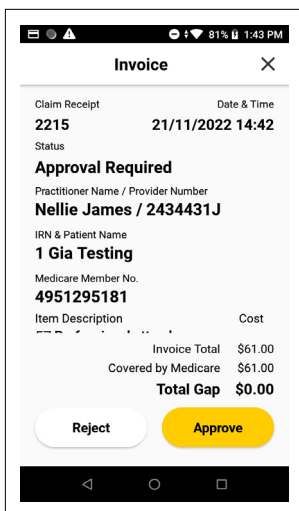 81% 1:43 PM
Invoice
Claim Receipt Date & Time
2215 21/11/2022 14:42
Status
Approval Required
Practitioner Name / Provider Number
Nellie James / 2434431J
IRN & Patient Name
1 Gia Testing
Medicare Member No.
4951295181
Item Description Cost
Invoice Total $61.00
Covered by Medicare $61.00
Total Gap $0.00
Reject Approve